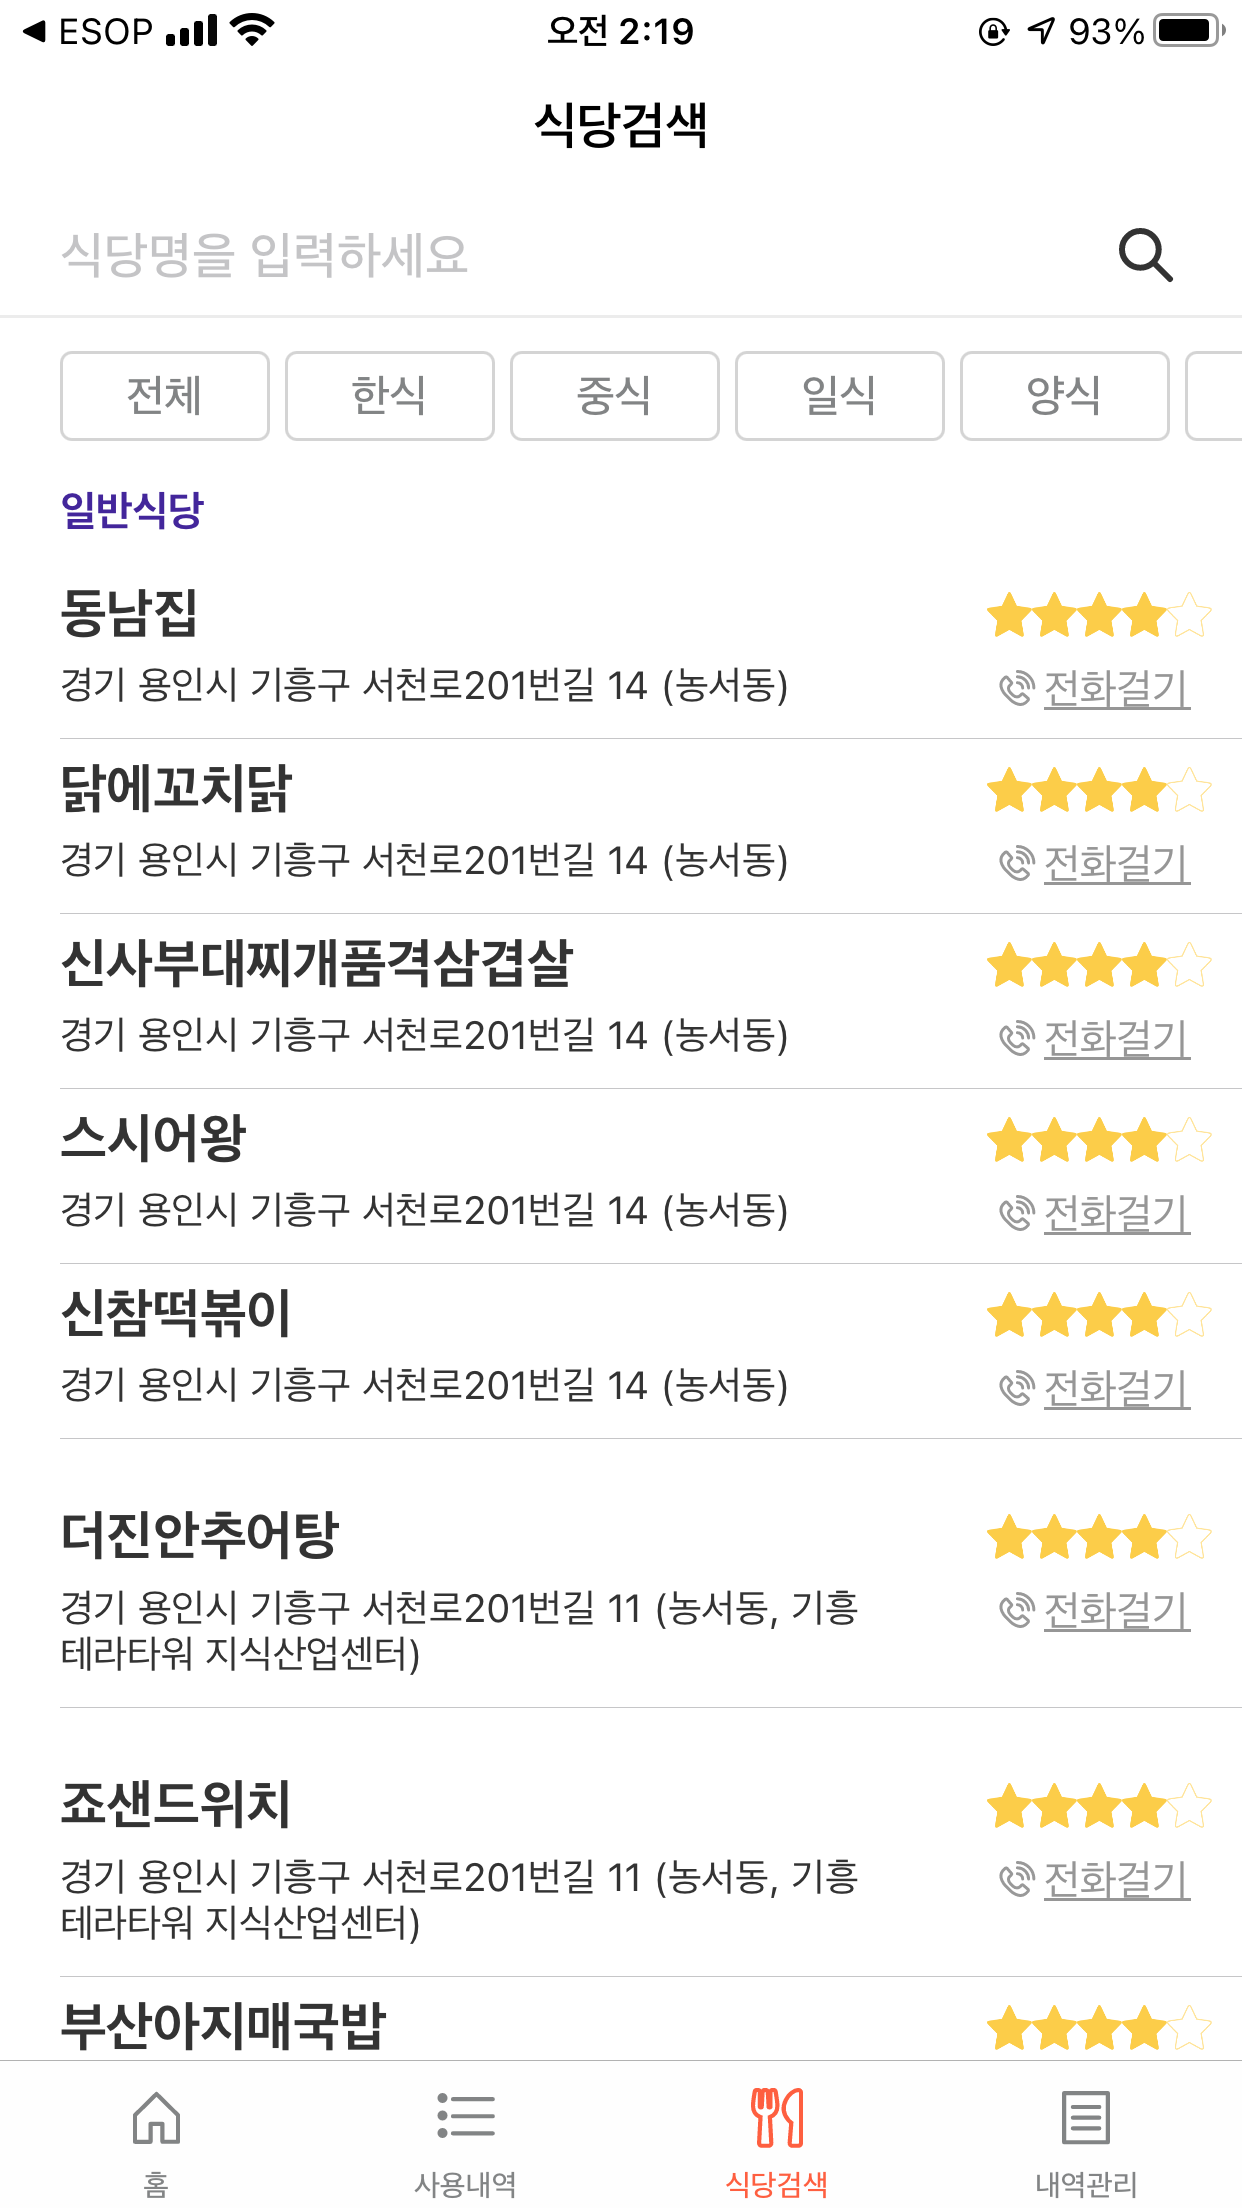 ESOP 오전 2:19 93%
식당검색
식당명을 입력하세요
전체 한식 중식 일식 양식
일반식당
동남집
경기 용인시 기흥구 서천로201번길 14 (농서동) 전화걸기
닭에꼬치닭
경기 용인시 기흥구 서천로201번길 14 (농서동) 전화걸기
신사부대찌개품격삼겹살
경기 용인시 기흥구 서천로201번길 14 (농서동) 전화걸기
스시어왕
경기 용인시 기흥구 서천로201번길 14 (농서동) 전화걸기
신참떡볶이
경기 용인시 기흥구 서천로201번길 14 (농서동) 전화걸기
더진안추어탕
경기 용인시 기흥구 서천로201번길 11 (농서동, 기흥 전화걸기
테라타워 지식산업센터)
죠샌드위치
경기 용인시 기흥구 서천로201번길 11 (농서동, 기흥 전화걸기
테라타워 지식산업센터)
부산아지매국밥
홈 사용내역 식당검색 내역관리